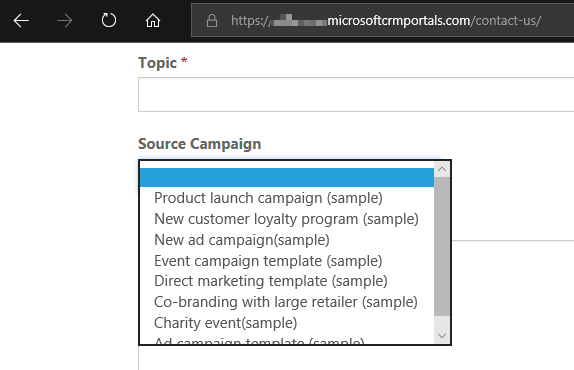 https://microsoftcrmportals.com/contact-us/
Topic *
Source Campaign
Product launch campaign (sample)
New customer loyalty program (sample)
New ad campaign(sample)
Event campaign template (sample)
Direct marketing template (sample)
Co-branding with large retailer (sample)
Charity event(sample)
Ad campaign template (sample)